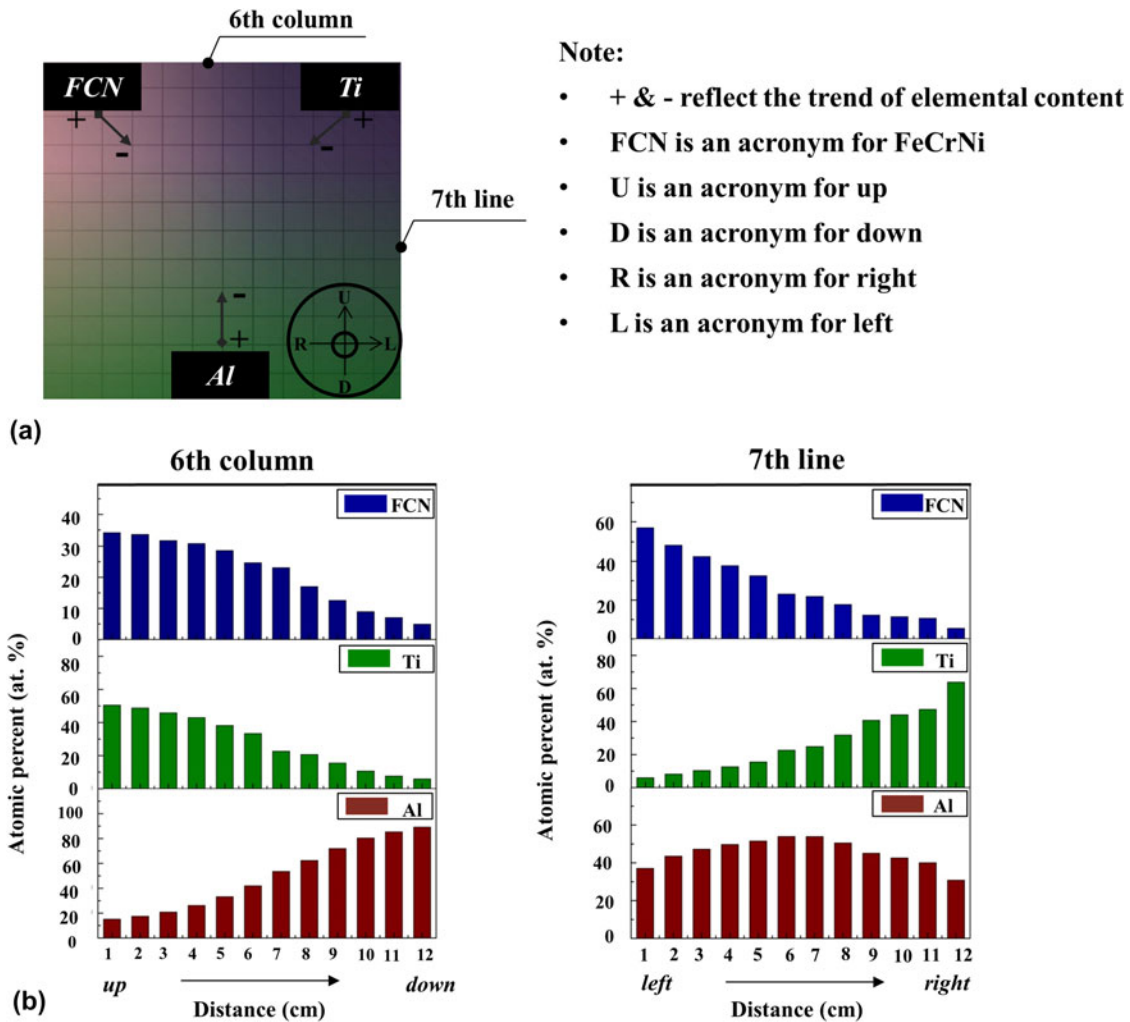 (a)
6th column
FCN
Ti
+
-
+
-
7th line
-
+
Al
U
R
L
D
Note:
• + & - reflect the trend of elemental content
• FCN is an acronym for FeCrNi
• U is an acronym for up
• D is an acronym for down
• R is an acronym for right
• L is an acronym for left
(b)
6th column
Atomic percent (at. %)
FCN
40
30
20
10
0
Ti
80
60
40
20
0
Al
100
80
60
40
20
0
1 2 3 4 5 6 7 8 9 10 11 12
up down
Distance (cm)
7th line
Atomic percent (at. %)
FCN
60
40
20
0
Ti
80
60
40
20
0
Al
60
40
20
0
1 2 3 4 5 6 7 8 9 10 11 12
left right
Distance (cm)